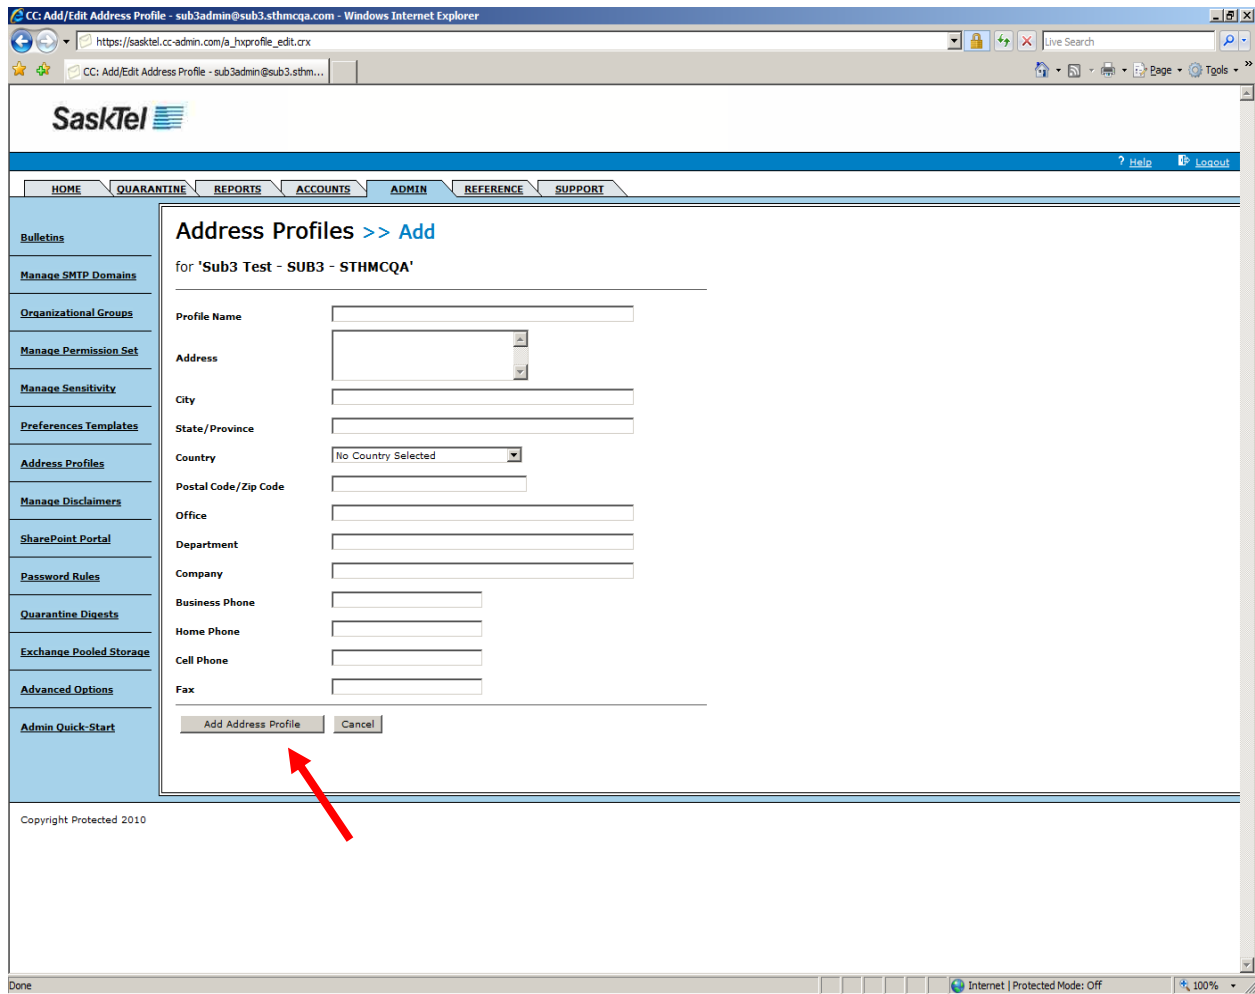 CC: Add/Edit Address Profile - sub3admin@sub3.sthmcqa.com - Windows Internet Explorer
https://sasktel.cc-admin.com/a_hxprofile_edit.crx
Live Search
CC: Add/Edit Address Profile - sub3admin@sub3.sthm...
Page
Tools
»
SaskTel
? Help
Logout
HOME QUARANTINE REPORTS ACCOUNTS ADMIN REFERENCE SUPPORT
Bulletins
Manage SMTP Domains
Organizational Groups
Manage Permission Set
Manage Sensitivity
Preferences Templates
Address Profiles
Manage Disclaimers
SharePoint Portal
Password Rules
Quarantine Digests
Exchange Pooled Storage
Advanced Options
Admin Quick-Start
Address Profiles >> Add
for 'Sub3 Test - SUB3 - STHMCQA'
Profile Name
Address
City
State/Province
Country
No Country Selected
Postal Code/Zip Code
Office
Department
Company
Business Phone
Home Phone
Cell Phone
Fax
Add Address Profile
Cancel
Copyright Protected 2010
Done
Internet | Protected Mode: Off
100%